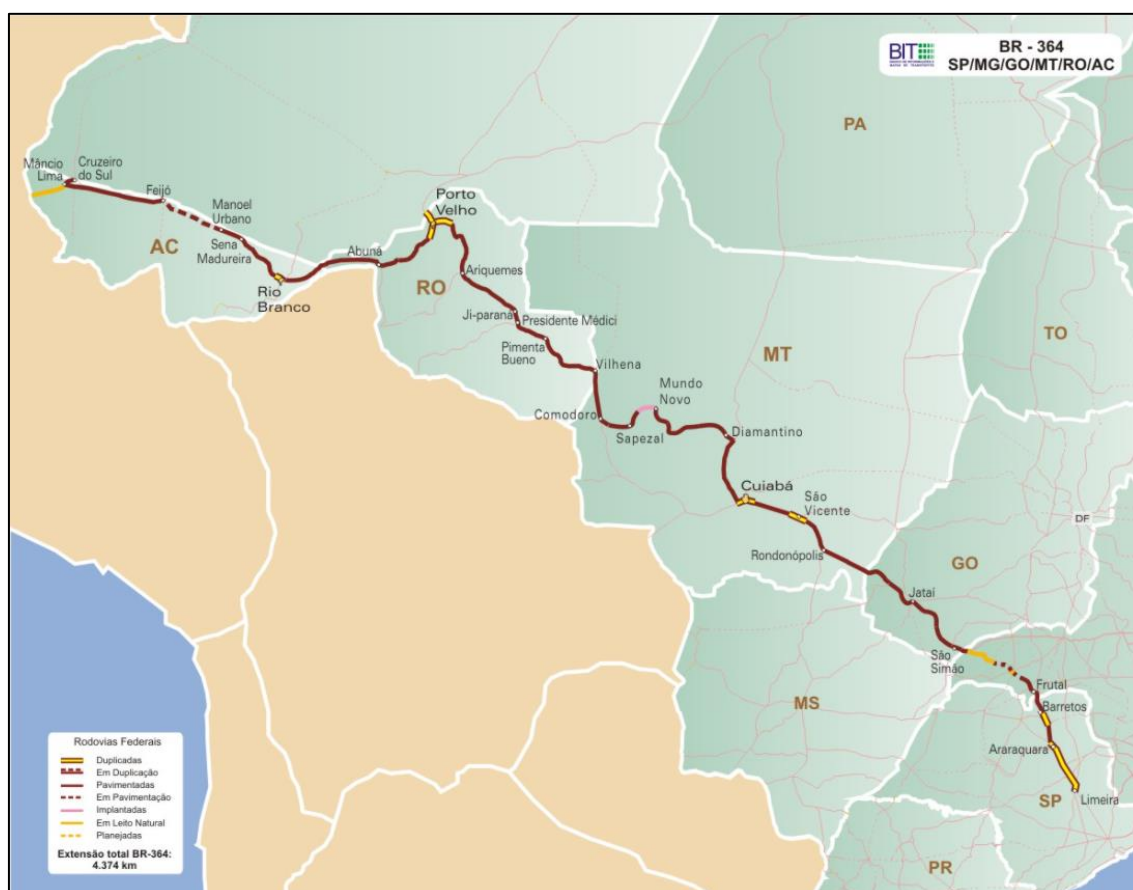 BIT
BR - 364
SP/MG/GO/MT/RO/AC
PA
Mâncio
Lima
Cruzeiro
do Sul
Feijó
Manoel
Urbano
Sena
Madureira
AC
Rio
Branco
Abuná
Porto
Velho
RO
Ariquemes
Ji-paraná
Presidente Médici
Pimenta
Bueno
Vilhena
TO
MT
Mundo
Novo
Comodoro
Sapezal
Diamantino
Cuiabá
São
Vicente
Rondonópolis
DF
GO
Jataí
São
Simão
MS
Frutal
Barretos
Araraquara
SP
Limeira
PR
Rodovias Federais
Duplicadas
Em Duplicação
Pavimentadas
Em Pavimentação
Implantadas
Em Leito Natural
Planejadas
Extensão total BR-364:
4.374 km